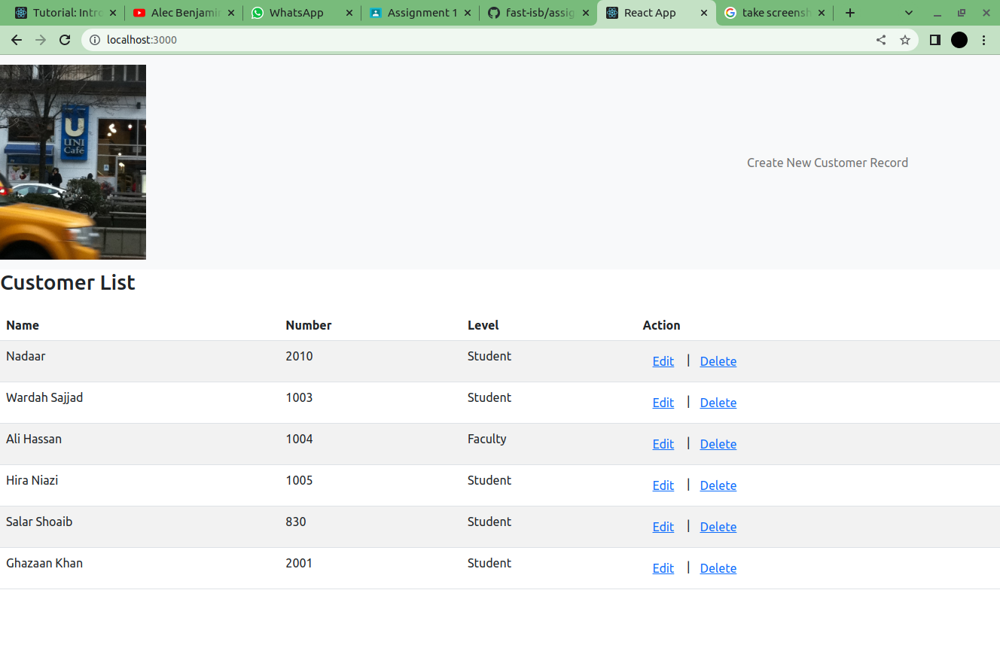 Tutorial: Intro
Alec Benjamin
WhatsApp
Assignment 1
fast-isb/assig
React App
take screensh
localhost:3000
U
UNI
Café
Create New Customer Record
Customer List
Name Number Level Action
Nadaar 2010 Student Edit | Delete
Wardah Sajjad 1003 Student Edit | Delete
Ali Hassan 1004 Faculty Edit | Delete
Hira Niazi 1005 Student Edit | Delete
Salar Shoaib 830 Student Edit | Delete
Ghazaan Khan 2001 Student Edit | Delete